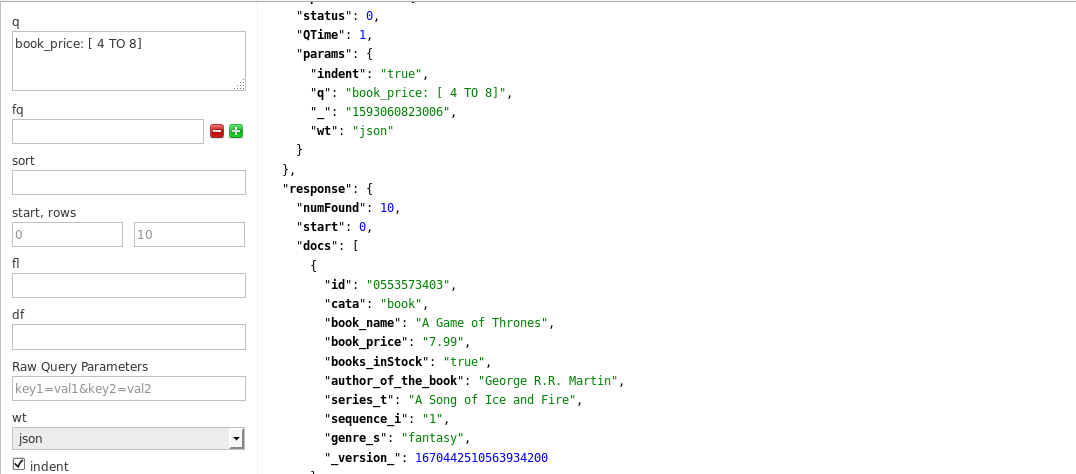 q
book_price: [ 4 TO 8]
fq
sort
start, rows
0
10
fl
df
Raw Query Parameters
key1=val1&key2=val2
wt
json
indent
"status": 0,
"QTime": 1,
"params": {
"indent": "true",
"q": "book_price: [ 4 TO 8]",
"_": "1593060823006",
"wt": "json"
}
},
"response": {
"numFound": 10,
"start": 0,
"docs": [
{
"id": "0553573403",
"cata": "book",
"book_name": "A Game of Thrones",
"book_price": "7.99",
"books_inStock": "true",
"author_of_the_book": "George R.R. Martin",
"series_t": "A Song of Ice and Fire",
"sequence_i": "1",
"genre_s": "fantasy",
"_version_": 1670442510563934200